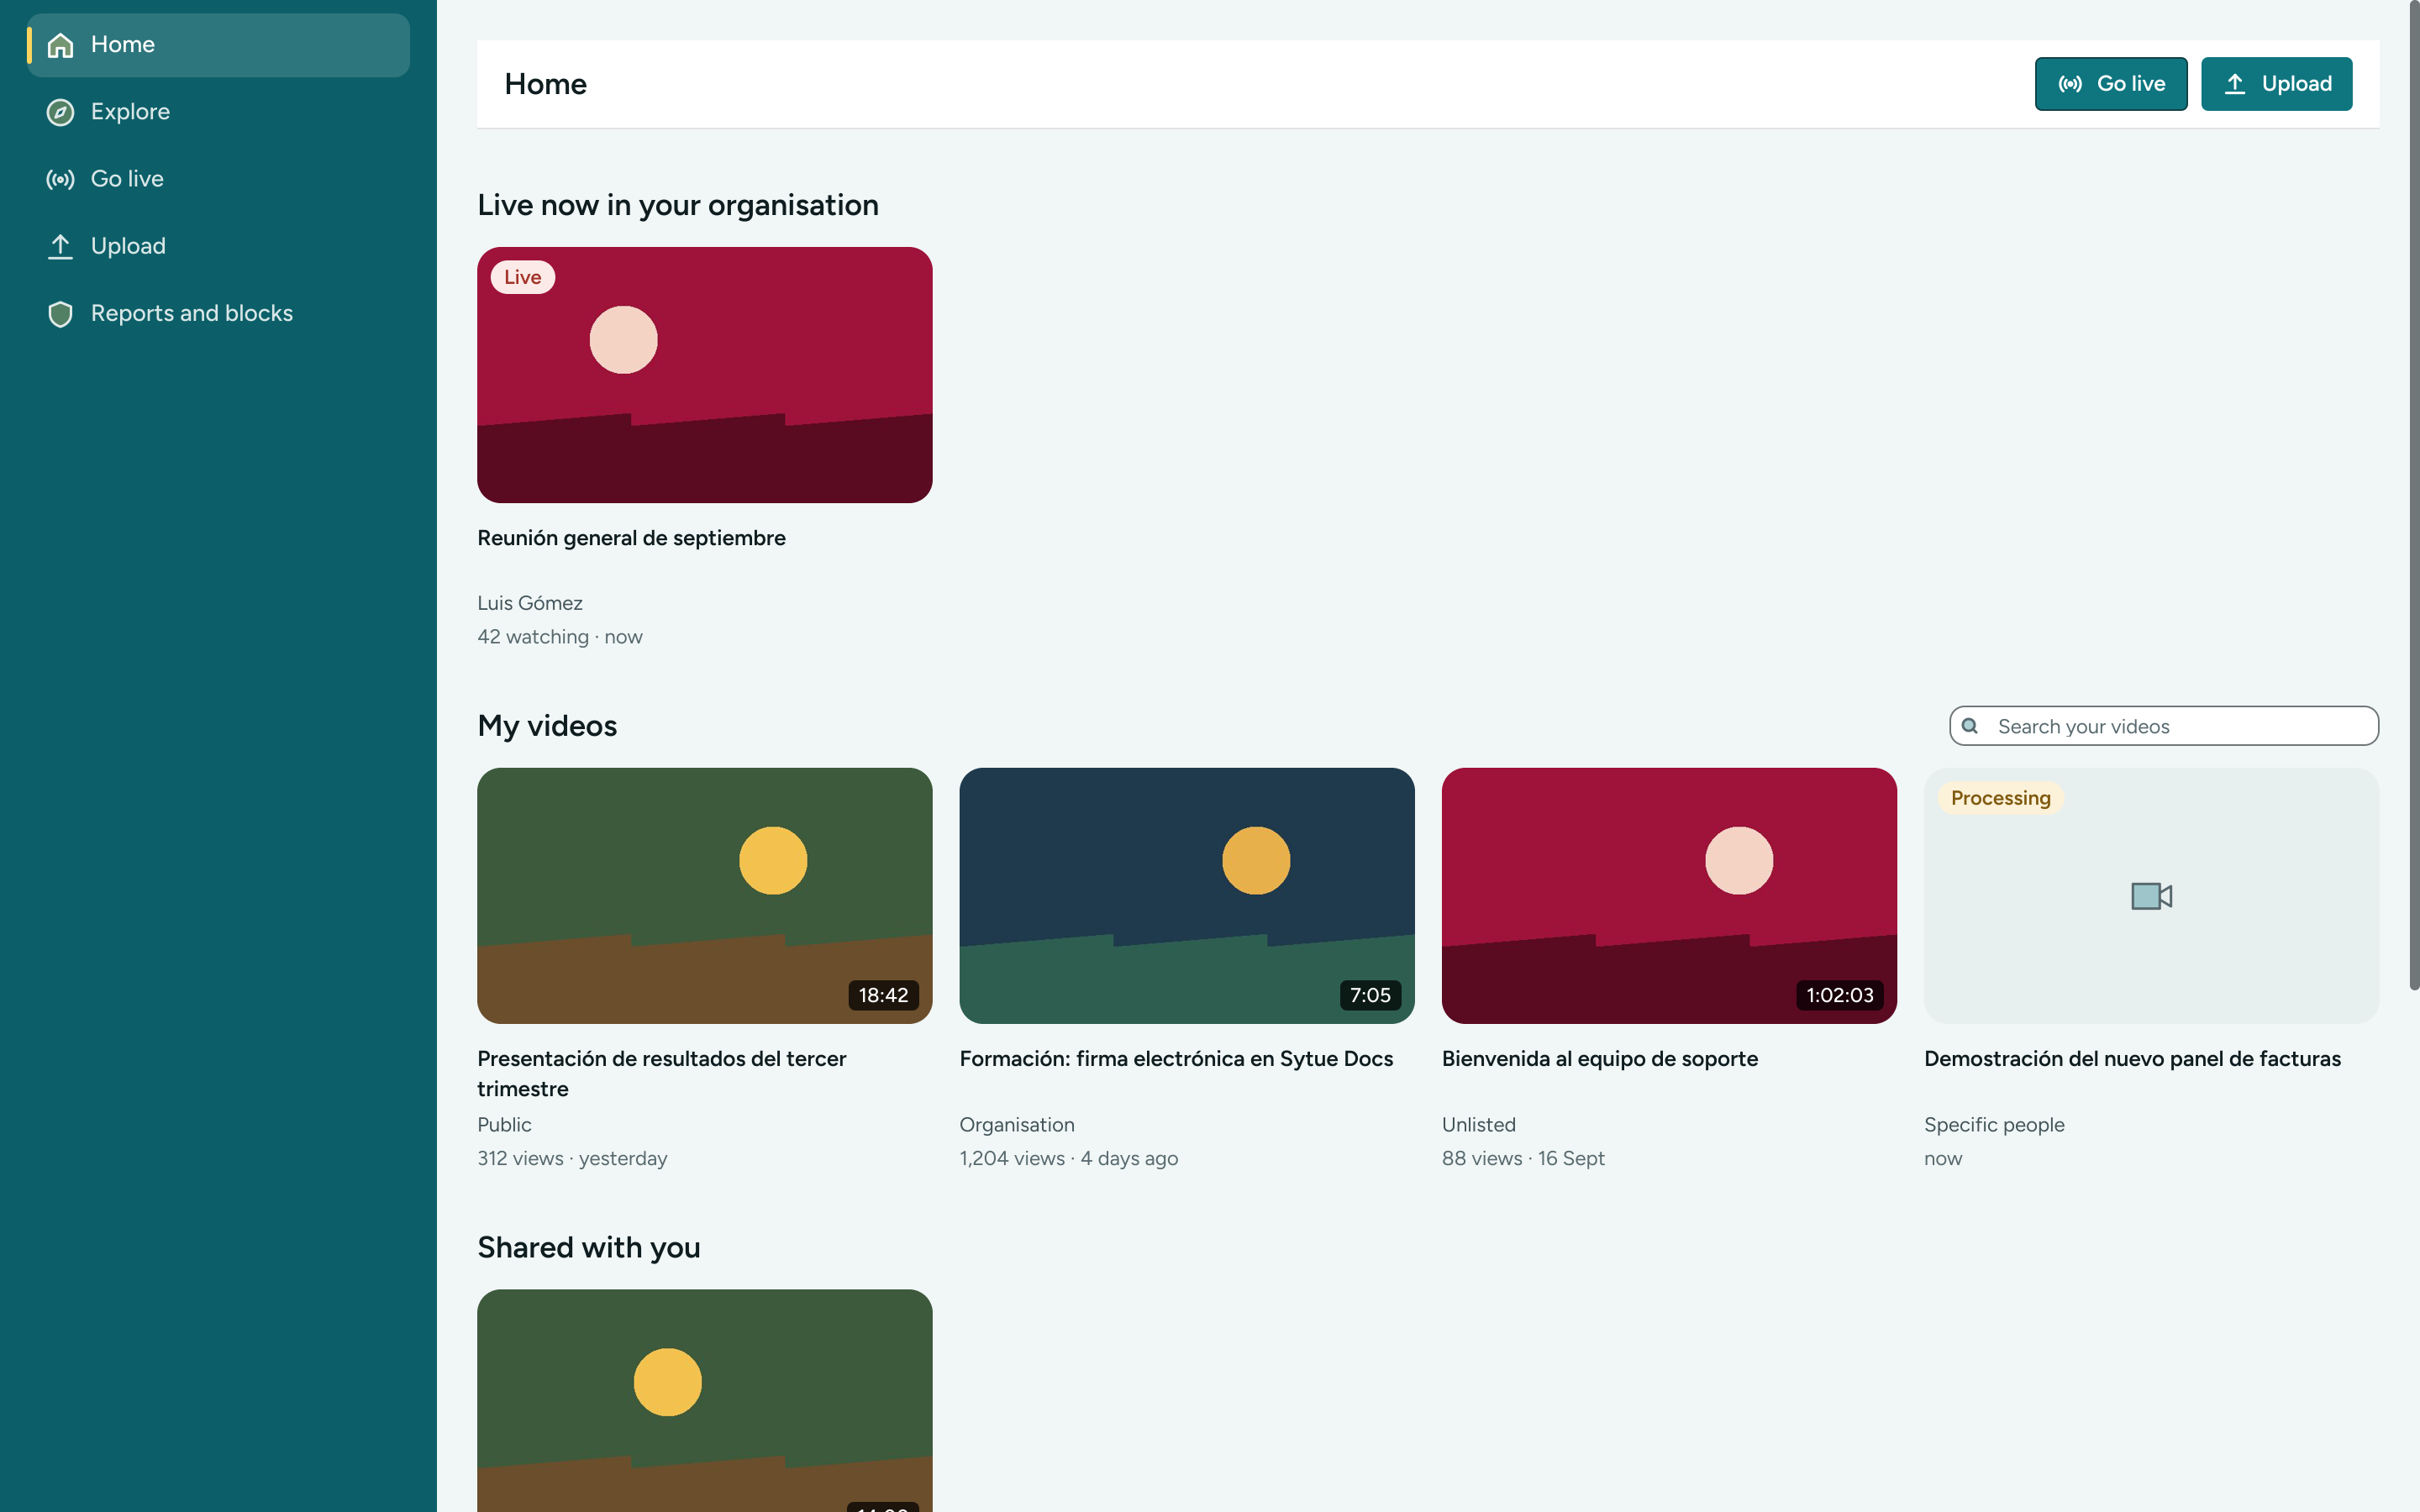 Home
Explore
Go live
Upload
Reports and blocks
Home
Go live
Upload
Live now in your organisation
Live
Reunión general de septiembre
Luis Gómez
42 watching · now
My videos
Search your videos
18:42
7:05
1:02:03
Processing
Presentación de resultados del tercer
trimestre
Public
312 views · yesterday
Formación: firma electrónica en Sytue Docs
Organisation
1,204 views · 4 days ago
Bienvenida al equipo de soporte
Unlisted
88 views · 16 Sept
Demostración del nuevo panel de facturas
Specific people
now
Shared with you